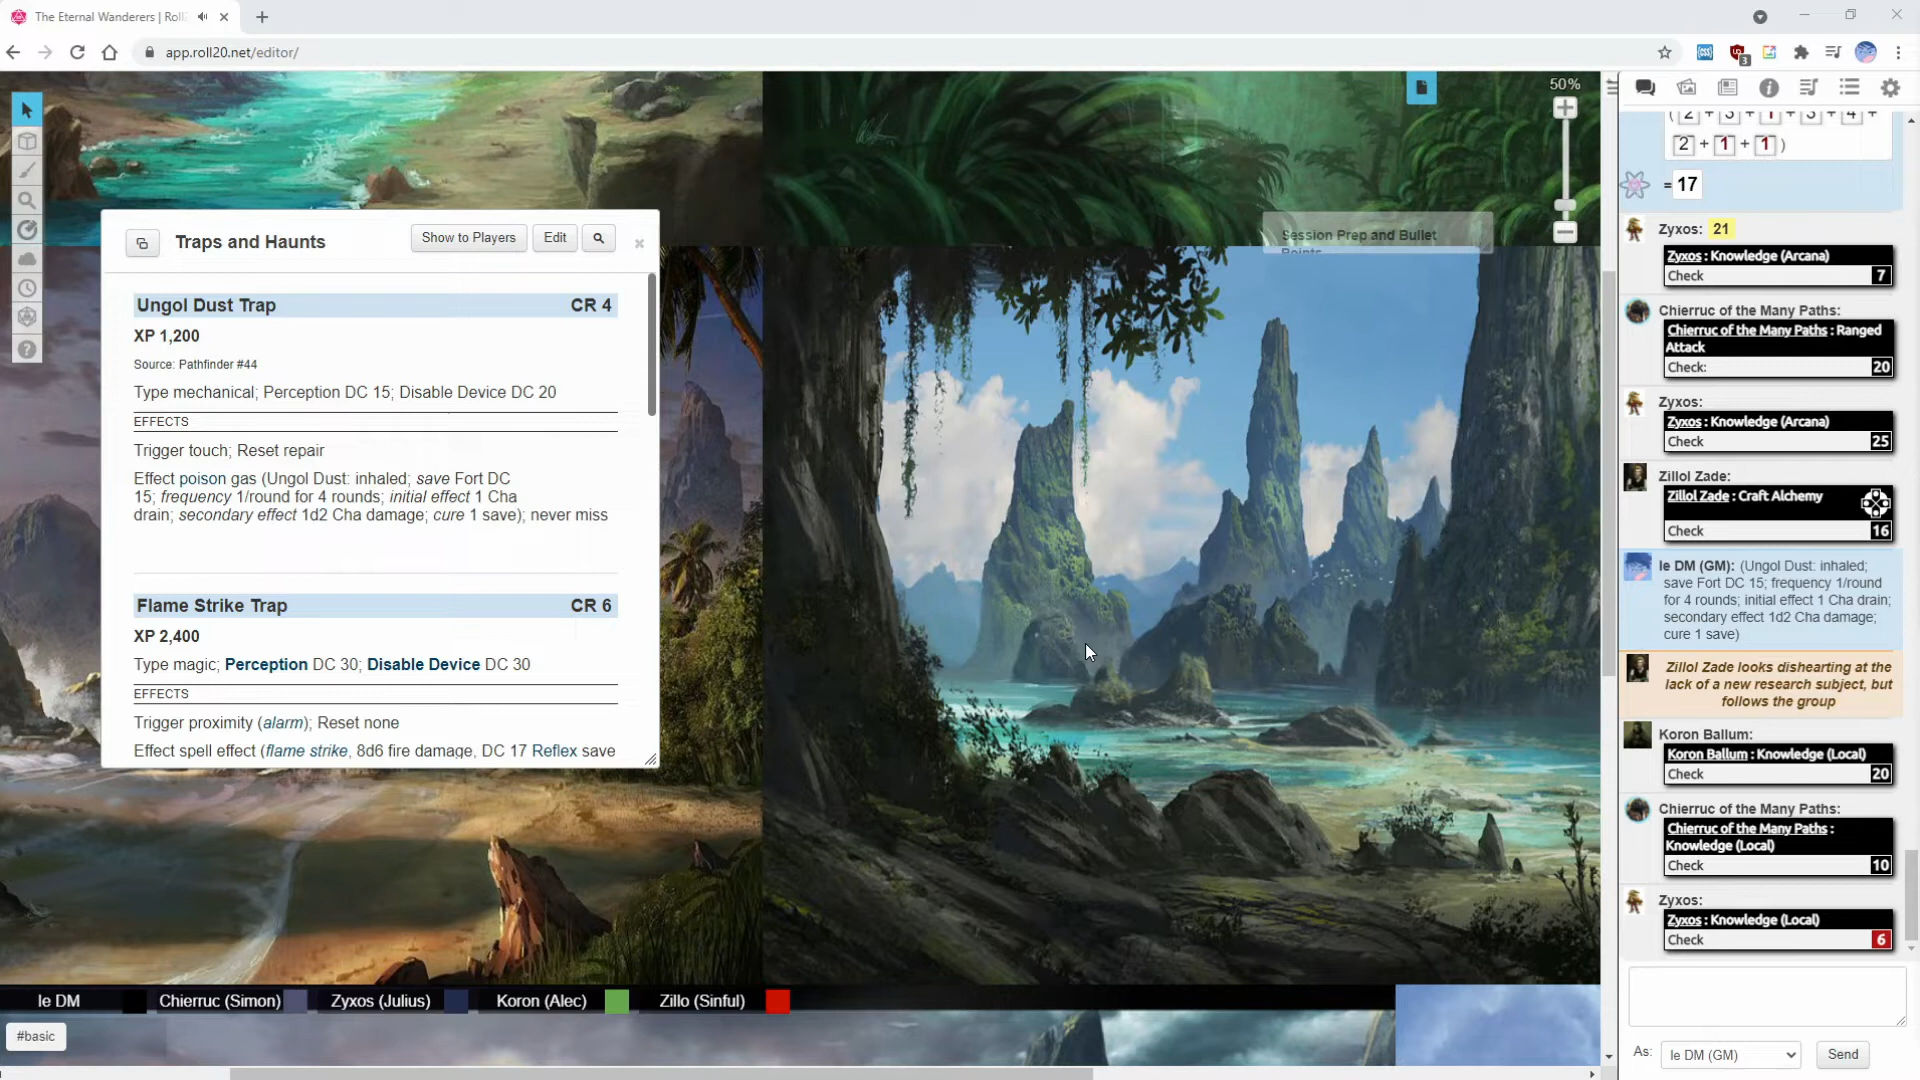 The Eternal Wanderers | Roll
app.roll20.net/editor/
3
50%
Session Prep and Bullet
Points
Traps and Haunts
Show to Players
Edit
Ungol Dust Trap CR 4
XP 1,200
Source: Pathfinder #44
Type mechanical; Perception DC 15; Disable Device DC 20
EFFECTS
Trigger touch; Reset repair
Effect poison gas (Ungol Dust: inhaled; save Fort DC
15; frequency 1/round for 4 rounds; initial effect 1 Cha
drain; secondary effect 1d2 Cha damage; cure 1 save); never miss
Flame Strike Trap CR 6
XP 2,400
Type magic; Perception DC 30; Disable Device DC 30
EFFECTS
Trigger proximity (alarm); Reset none
Effect spell effect (flame strike, 8d6 fire damage, DC 17 Reflex save
2 + 1 + 1 )
= 17
Zyxos: 21
Zyxos : Knowledge (Arcana)
Check 7
Chierruc of the Many Paths:
Chierruc of the Many Paths : Ranged
Attack
Check: 20
Zyxos:
Zyxos : Knowledge (Arcana)
Check 25
Zillol Zade:
Zillol Zade : Craft Alchemy
Check 16
le DM (GM): (Ungol Dust: inhaled;
save Fort DC 15; frequency 1/round
for 4 rounds; initial effect 1 Cha drain;
secondary effect 1d2 Cha damage;
cure 1 save)
Zillol Zade looks dishearting at the
lack of a new research subject, but
follows the group
Koron Ballum:
Koron Ballum : Knowledge (Local)
Check 20
Chierruc of the Many Paths:
Chierruc of the Many Paths :
Knowledge (Local)
Check 10
Zyxos:
Zyxos : Knowledge (Local)
Check 6
le DM
Chierruc (Simon)
Zyxos (Julius)
Koron (Alec)
Zillo (Sinful)
#basic
As: le DM (GM) Send